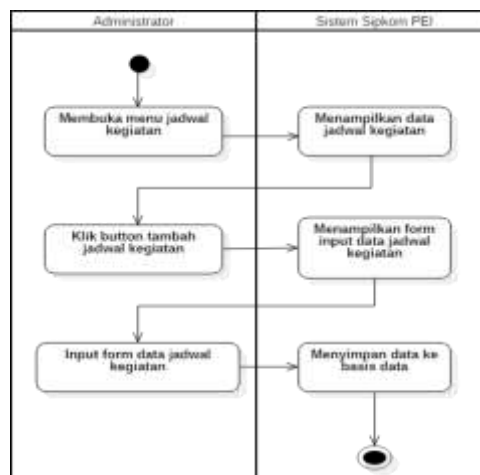 Administrator
Sistem Sipkom PEI
Membuka menu jadwal
kegiatan
Menampilkan data
jadwal kegiatan
Klik button tambah
jadwal kegiatan
Menampilkan form
input data jadwal
kegiatan
Input form data jadwal
kegiatan
Menyimpan data ke
basis data